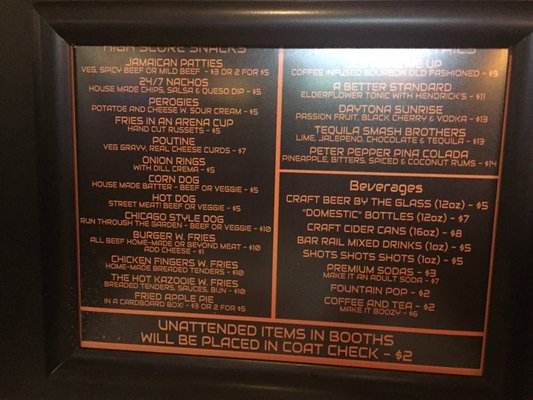 HIGH SCORE SNACKS
JAMAICAN PATTIES
VEG, SPICY BEEF OR MILD BEEF - $3 OR 2 FOR $5
24/7 NACHOS
HOUSE MADE CHIPS, SALSA & QUESO DIP - $5
PEROGIES
POTATOE AND CHEESE W. SOUR CREAM - $5
FRIES IN AN ARENA CUP
HAND CUT RUSSETS - $5
POUTINE
VEG GRAVY, REAL CHEESE CURDS - $7
ONION RINGS
WITH DILL CREMA - $5
CORN DOG
HOUSE MADE BATTER - BEEF OR VEGGIE - $5
HOT DOG
STREET MEAT! BEEF OR VEGGIE - $5
CHICAGO STYLE DOG
RUN THROUGH THE GARDEN - BEEF OR VEGGIE - $10
BURGER W. FRIES
ALL BEEF HOME-MADE OR BEYOND MEAT - $10
ADD CHEESE - $1
CHICKEN FINGERS W. FRIES
HOME-MADE BREADED TENDERS - $10
THE HOT KAZOOIE W. FRIES
BREADED TENDERS, SAUCES, BUN, - $10
FRIED APPLE PIE
IN A CARDBOARD BOX! - $3 OR 2 FOR $5
UP
COFFEE INFUSED BOURBON OLD FASHIONED - $9
A BETTER STANDARD
ELDERFLOWER TONIC WITH HENDRICK'S - $11
DAYTONA SUNRISE
PASSION FRUIT, BLACK CHERRY & VODKA - $13
TEQUILA SMASH BROTHERS
LIME, JALEPENO, CHOCOLATE & TEQUILA - $13
PETER PEPPER PINA COLADA
PINEAPPLE, BITTERS, SPICED & COCONUT RUMS - $14
Beverages
CRAFT BEER BY THE GLASS (12oz) - $5
"DOMESTIC" BOTTLES (12oz) - $7
CRAFT CIDER CANS (16oz) - $8
BAR RAIL MIXED DRINKS (1oz) - $5
SHOTS SHOTS SHOTS (1oz) - $5
PREMIUM SODAS - $3
MAKE IT AN ADULT SODA - $7
FOUNTAIN POP - $2
COFFEE AND TEA - $2
MAKE IT BOOZY - $6
UNATTENDED ITEMS IN BOOTHS
WILL BE PLACED IN COAT CHECK - $2